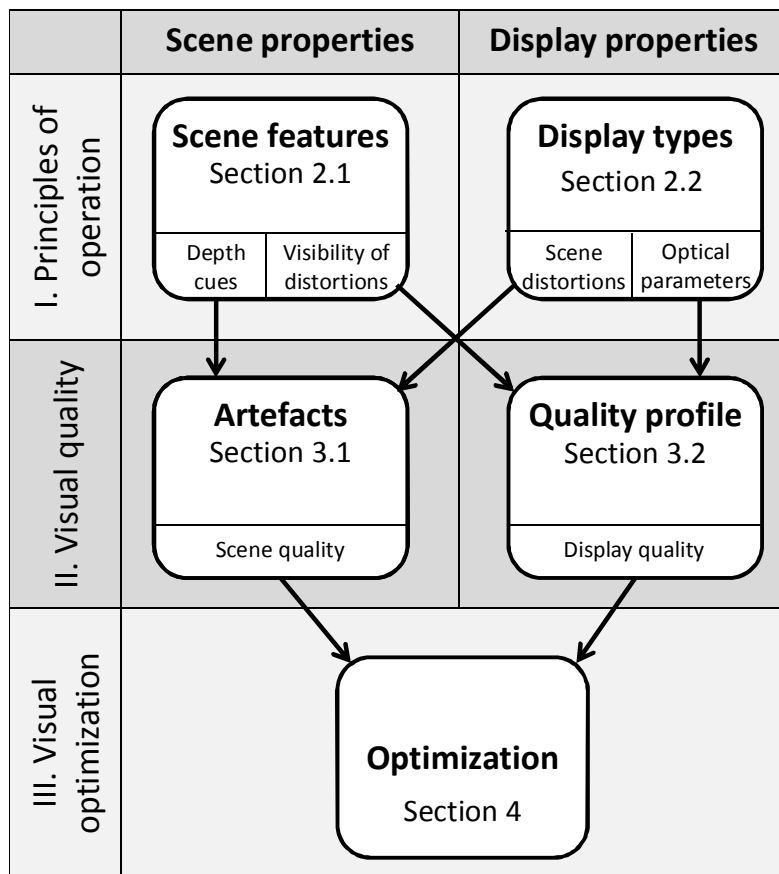 Scene properties
Display properties
I. Principles of
operation
Scene features
Section 2.1
Depth
cues
Visibility of
distortions
Display types
Section 2.2
Scene
distortions
Optical
parameters
II. Visual quality
Artefacts
Section 3.1
Scene quality
Quality profile
Section 3.2
Display quality
III. Visual
optimization
Optimization
Section 4